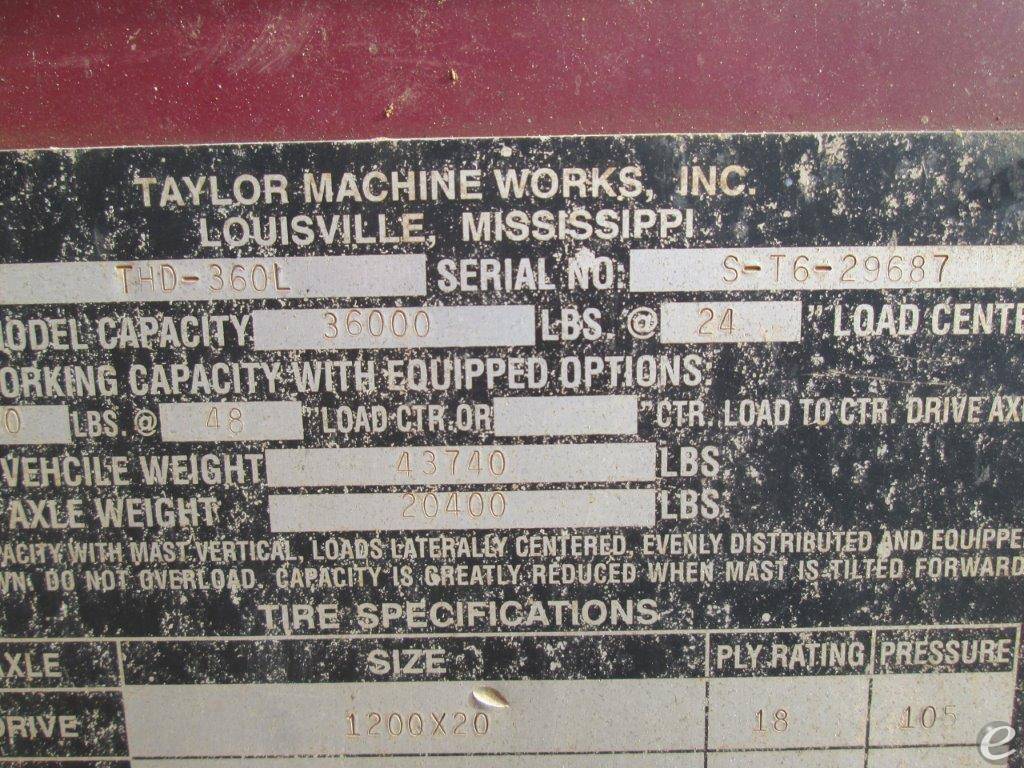 TAYLOR MACHINE WORKS, INC.
LOUISVILLE, MISSISSIPPI
THD-360L SERIAL NO: S-T6-29687
ODEL CAPACITY 36000 LBS. @ 24 " LOAD CENTE
ORKING CAPACITY WITH EQUIPPED OPTIONS:
0 LBS. @ 48 "LOAD CTR.OR "CTR. LOAD TO CTR. DRIVE AX
VEHCILE WEIGHT 43740 LBS
AXLE WEIGHT 20400 LBS.
PACITY WITH MAST VERTICAL, LOADS LATERALLY CENTERED, EVENLY DISTRIBUTED AND EQUIPPE
WN. DO NOT OVERLOAD. CAPACITY IS GREATLY REDUCED WHEN MAST IS TILTED FORWARD
TIRE SPECIFICATIONS
AXLE SIZE PLY RATING PRESSURE
DRIVE 1200X20 18 105
e